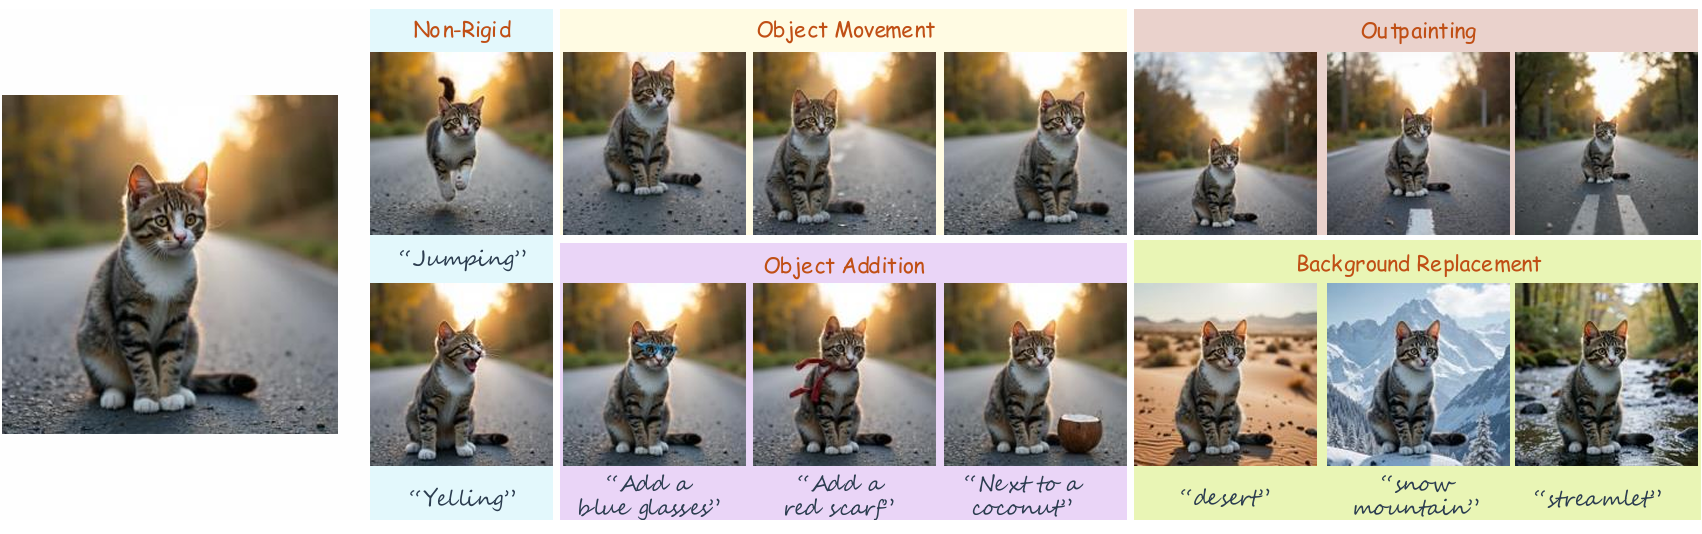 Non-Rigid
Object Movement
Outpainting
“Jumping”
Object Addition
Background Replacement
“Yelling”
“Add a
blue glasses”
“Add a
red scarf”
“Next to a
coconut”
“desert”
“snow
mountain”
“streamlet”